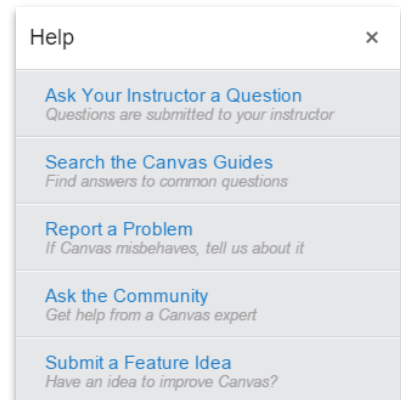 Help ×
Ask Your Instructor a Question
Questions are submitted to your instructor
Search the Canvas Guides
Find answers to common questions
Report a Problem
If Canvas misbehaves, tell us about it
Ask the Community
Get help from a Canvas expert
Submit a Feature Idea
Have an idea to improve Canvas?